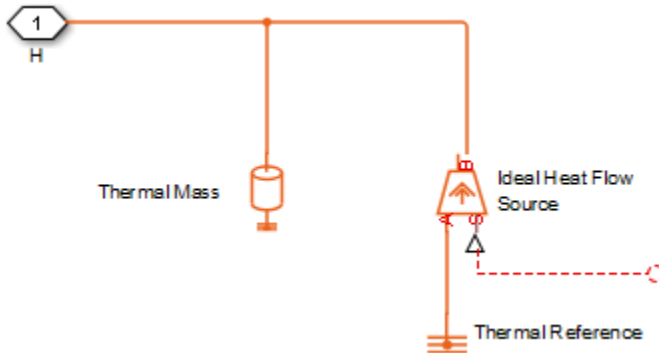 1
H
Thermal Mass
B
Ideal Heat Flow
Source
A
S
Thermal Reference